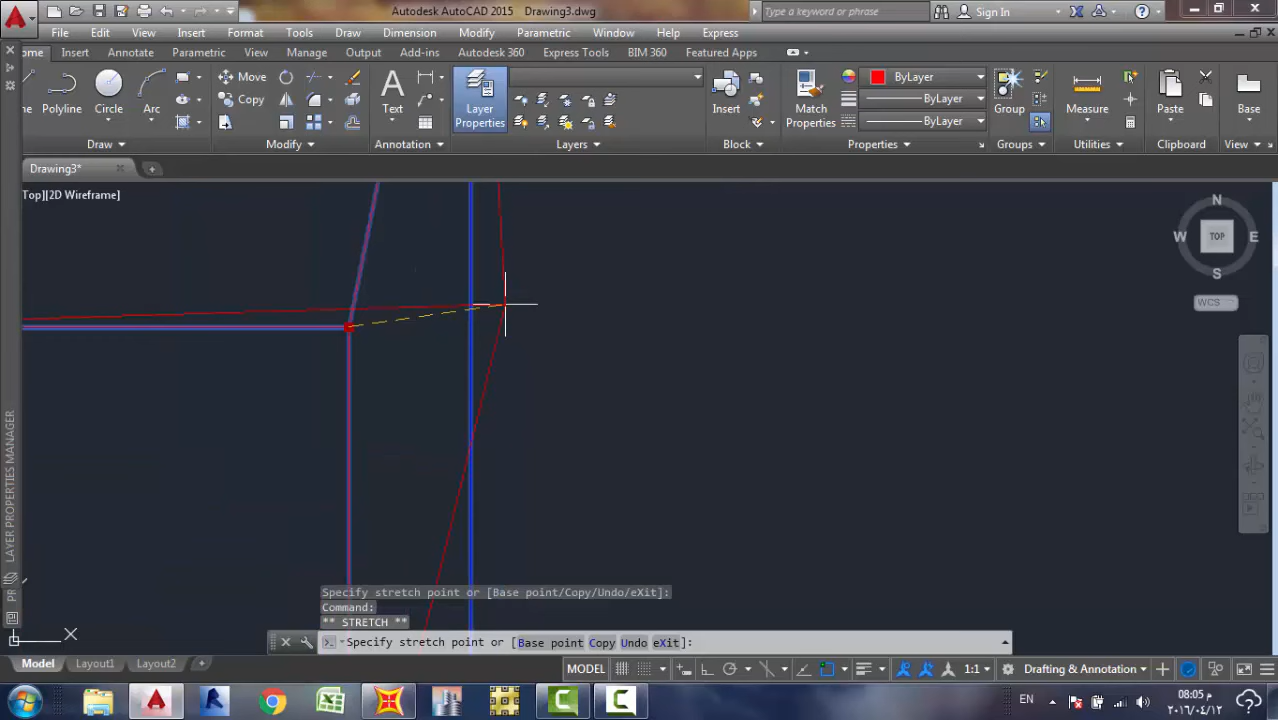 Autodesk AutoCAD 2015 Drawing3.dwg
Type a keyword or phrase
Sign In
File Edit View Insert Format Tools Draw Dimension Modify Parametric Window Help Express
ome Insert Annotate Parametric View Manage Output Add-ins Autodesk 360 Express Tools BIM 360 Featured Apps
Polyline
Circle
Arc
Move
Copy
Text
Layer
Properties
Insert
Match
Properties
ByLayer
ByLayer
ByLayer
Group
Measure
Paste
Base
Draw Modify Annotation Layers Block Properties Groups Utilities Clipboard View
Drawing3*
Top][2D Wireframe]
N
W TOP E
S
WCS
LAYER PROPERTIES MANAGER
PR
X
Specify stretch point or [Base point/Copy/Undo/eXit]:
Command:
** STRETCH **
Specify stretch point or [Base point Copy Undo eXit]:
Model Layout1 Layout2
MODEL
1:1
Drafting & Annotation
EN
08:05 م
٢٠١٦/٠٤/١٢